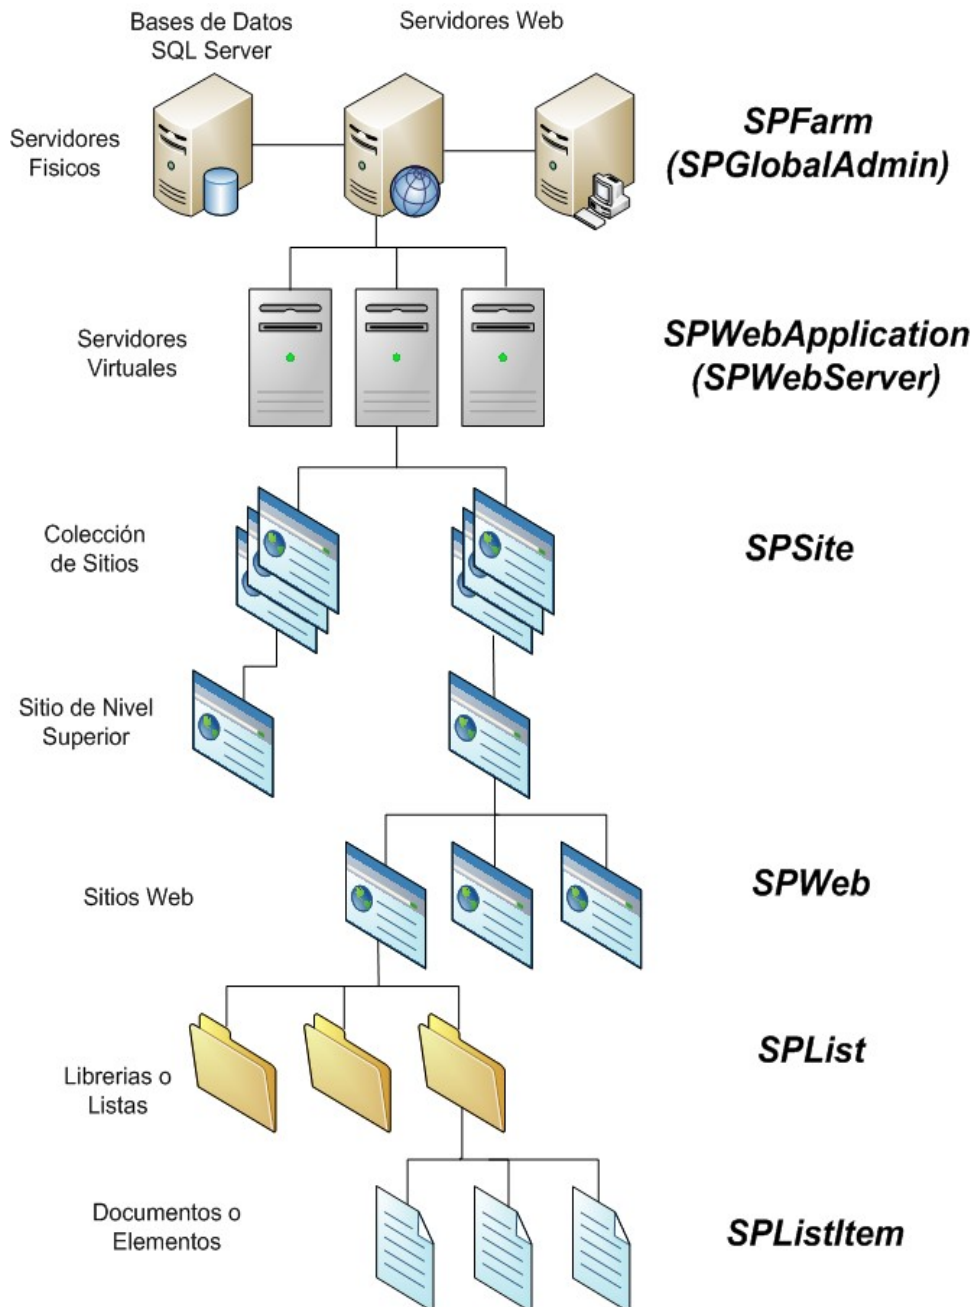 Bases de Datos
SQL Server
Servidores Web
Servidores
Fisicos
SPFarm
(SPGlobalAdmin)
Servidores
Virtuales
SPWebApplication
(SPWebServer)
Colección
de Sitios
SPSite
Sitio de Nivel
Superior
Sitios Web
SPWeb
Librerias o
Listas
SPList
Documentos o
Elementos
SPListItem